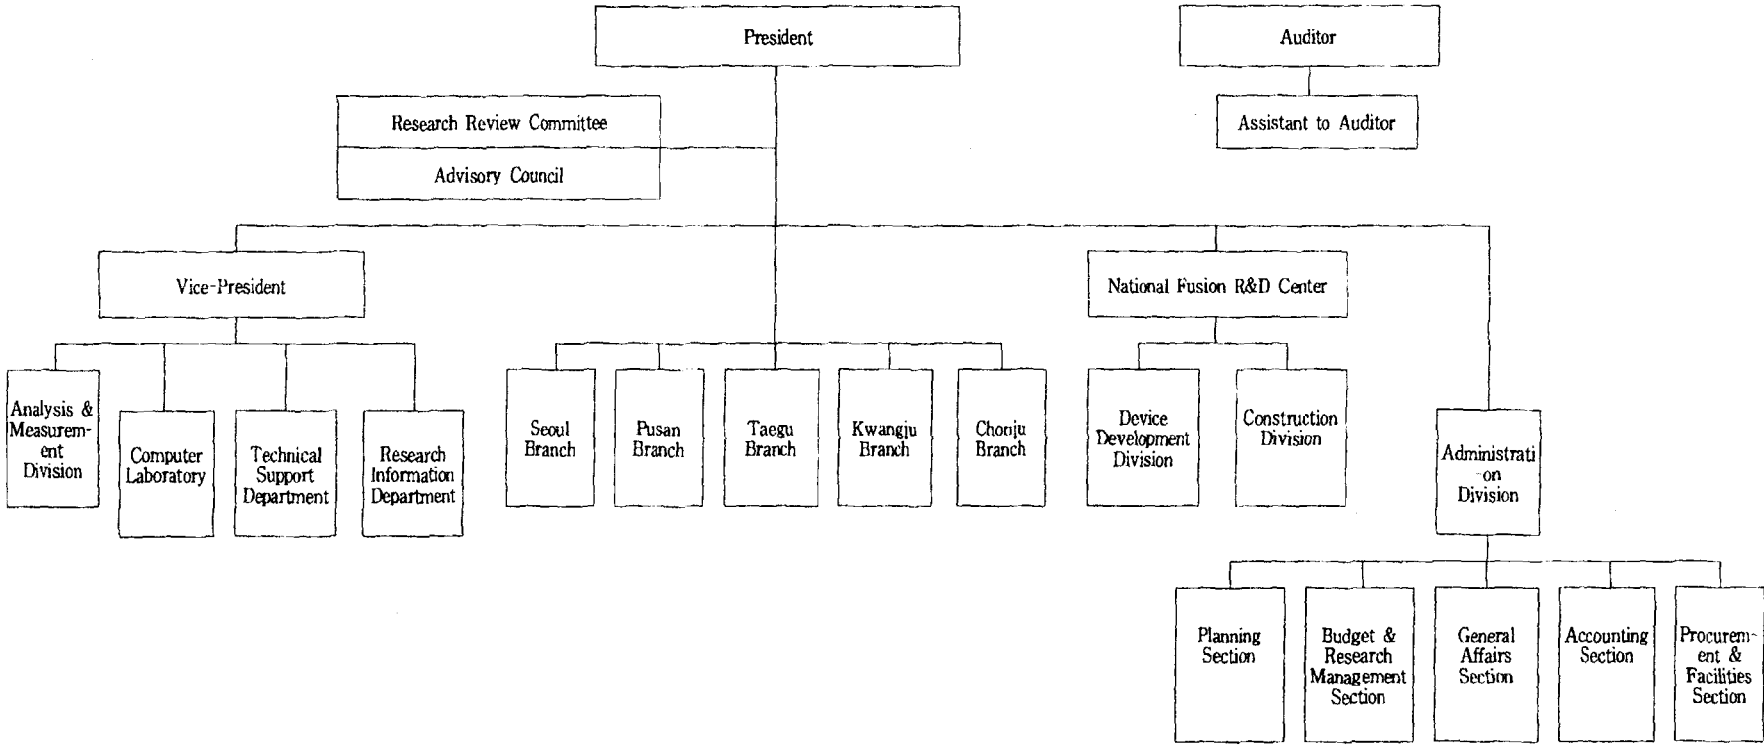 President
Auditor
Research Review Committee
Assistant to Auditor
Advisory Council
Vice-President
National Fusion R&D Center
Analysis &
Measurem-
ent
Division
Computer
Laboratory
Technical
Support
Department
Research
Information
Department
Seoul
Branch
Pusan
Branch
Taegu
Branch
Kwangju
Branch
Chonju
Branch
Device
Development
Division
Construction
Division
Administrati
-on
Division
Planning
Section
Budget &
Research
Management
Section
General
Affairs
Section
Accounting
Section
Procurem-
ent &
Facilities
Section